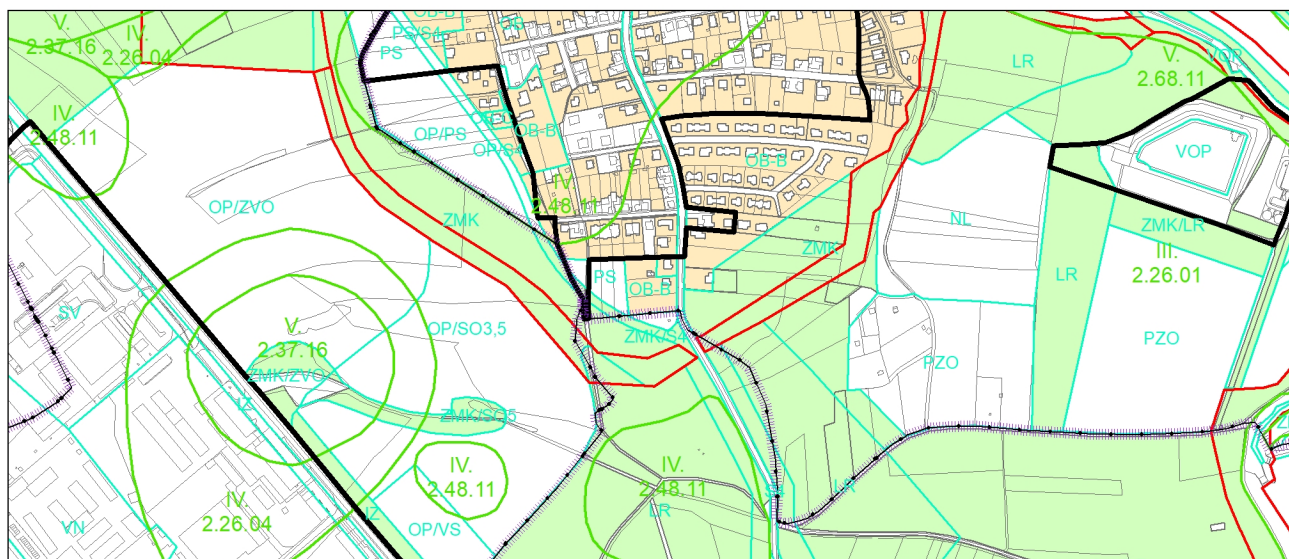 V.
2.37.16
IV.
2.26.04
IV.
2.48.11
PS/S4
PS
OB-B
OB
OP/PS
OP/S4
OB-B
IV.
2.48.11
OB-B
LR
V.
2.68.11
VOP
VOP
ZMK/LR
III.
2.26.01
OP/ZVO
ZMK
ZMK
NL
LR
PZO
PZO
PS
OB-B
ZMK/S4
SV
IZ
V.
2.37.16
ZMK/ZVO
OP/SO3,5
ZMK/SO5
IV.
2.48.11
IV.
2.26.04
VN
IZ
OP/VS
IV.
2.48.11
LR
S4
LR